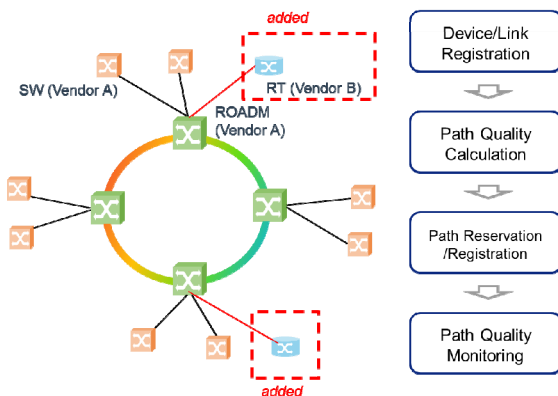 added
SW (Vendor A)
RT (Vendor B)
ROADM
(Vendor A)
added
Device/Link
Registration
Path Quality
Calculation
Path Reservation
/Registration
Path Quality
Monitoring